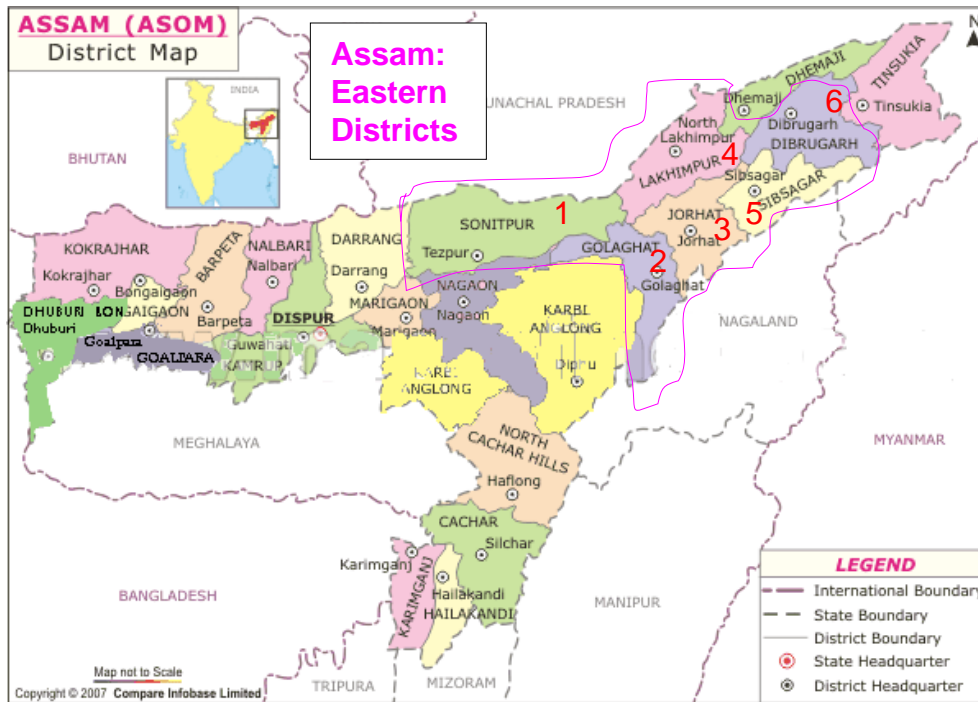 ASSAM (ASOM)
District Map
Assam:
Eastern
Districts
INDIA
N
UNACHAL PRADESH
BHUTAN
DHEMAJI
Dhemaji
TINSUKIA
Tinsukia
6
Dibrugarh
DIBRUGARH
North
Lakhimpur
LAKHIMPUR
4
Sibsagar
SIBSAGAR
5
JORHAT
Jorhat
3
SONITPUR
1
Tezpur
GOLAGHAT
2
Golaghat
KOKRAJHAR
Kokrajhar
BARPETA
Barpeta
NALBARI
Nalbari
DARRANG
Darrang
Bongaigaon
GAIGAON
DHUBURI BON
Dhuburi
Goalpara
GOALPARA
DISPUR
Guwahati
KAMRUP
MARIGAON
Marigaon
NAGAON
Nagaon
KARBI
ANGLONG
Diphu
KARBI
ANGLONG
NAGALAND
MEGHALAYA
MYANMAR
NORTH
CACHAR HILLS
Haflong
CACHAR
Silchar
Karimganj
KARIMGANJ
Hailakandi
HAILAKANDI
BANGLADESH
MANIPUR
TRIPURA
MIZORAM
LEGEND
International Boundary
State Boundary
District Boundary
State Headquarter
District Headquarter
Map not to Scale
Copyright © 2007 Compare Infobase Limited